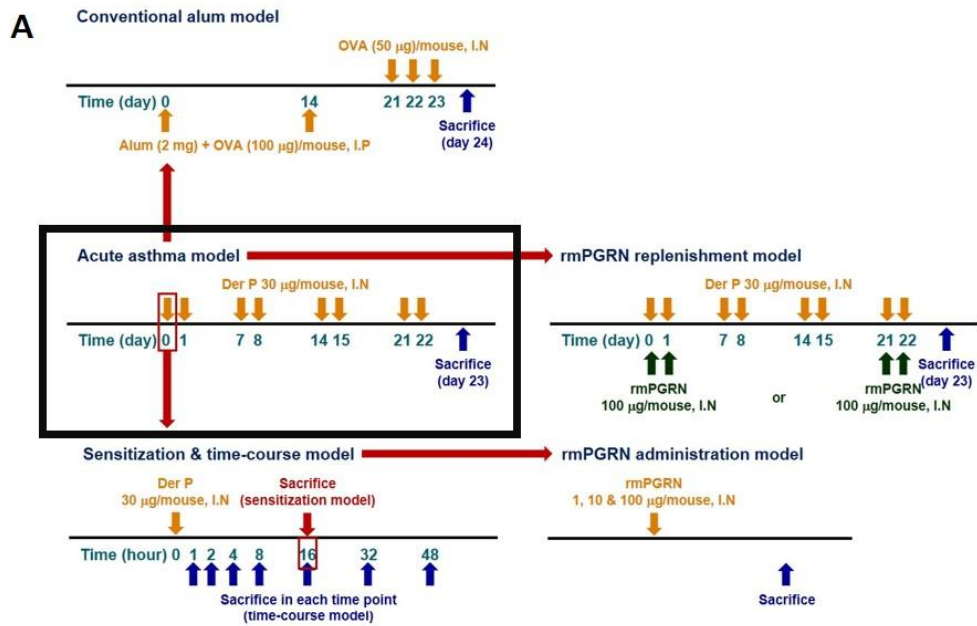 A
Conventional alum model
OVA (50 μg)/mouse, I.N
Time (day) 0 14 21 22 23
Sacrifice
(day 24)
Alum (2 mg) + OVA (100 μg)/mouse, I.P
Acute asthma model
Der P 30 μg/mouse, I.N
Time (day) 0 1 7 8 14 15 21 22
Sacrifice
(day 23)
rmPGRN replenishment model
Der P 30 μg/mouse, I.N
Time (day) 0 1 7 8 14 15 21 22
Sacrifice
(day 23)
rmPGRN
100 μg/mouse, I.N
or
rmPGRN
100 μg/mouse, I.N
Sensitization & time-course model
Der P
30 μg/mouse, I.N
Sacrifice
(sensitization model)
Time (hour) 0 1 2 4 8 16 32 48
Sacrifice in each time point
(time-course model)
rmPGRN administration model
rmPGRN
1, 10 & 100 μg/mouse, I.N
Sacrifice